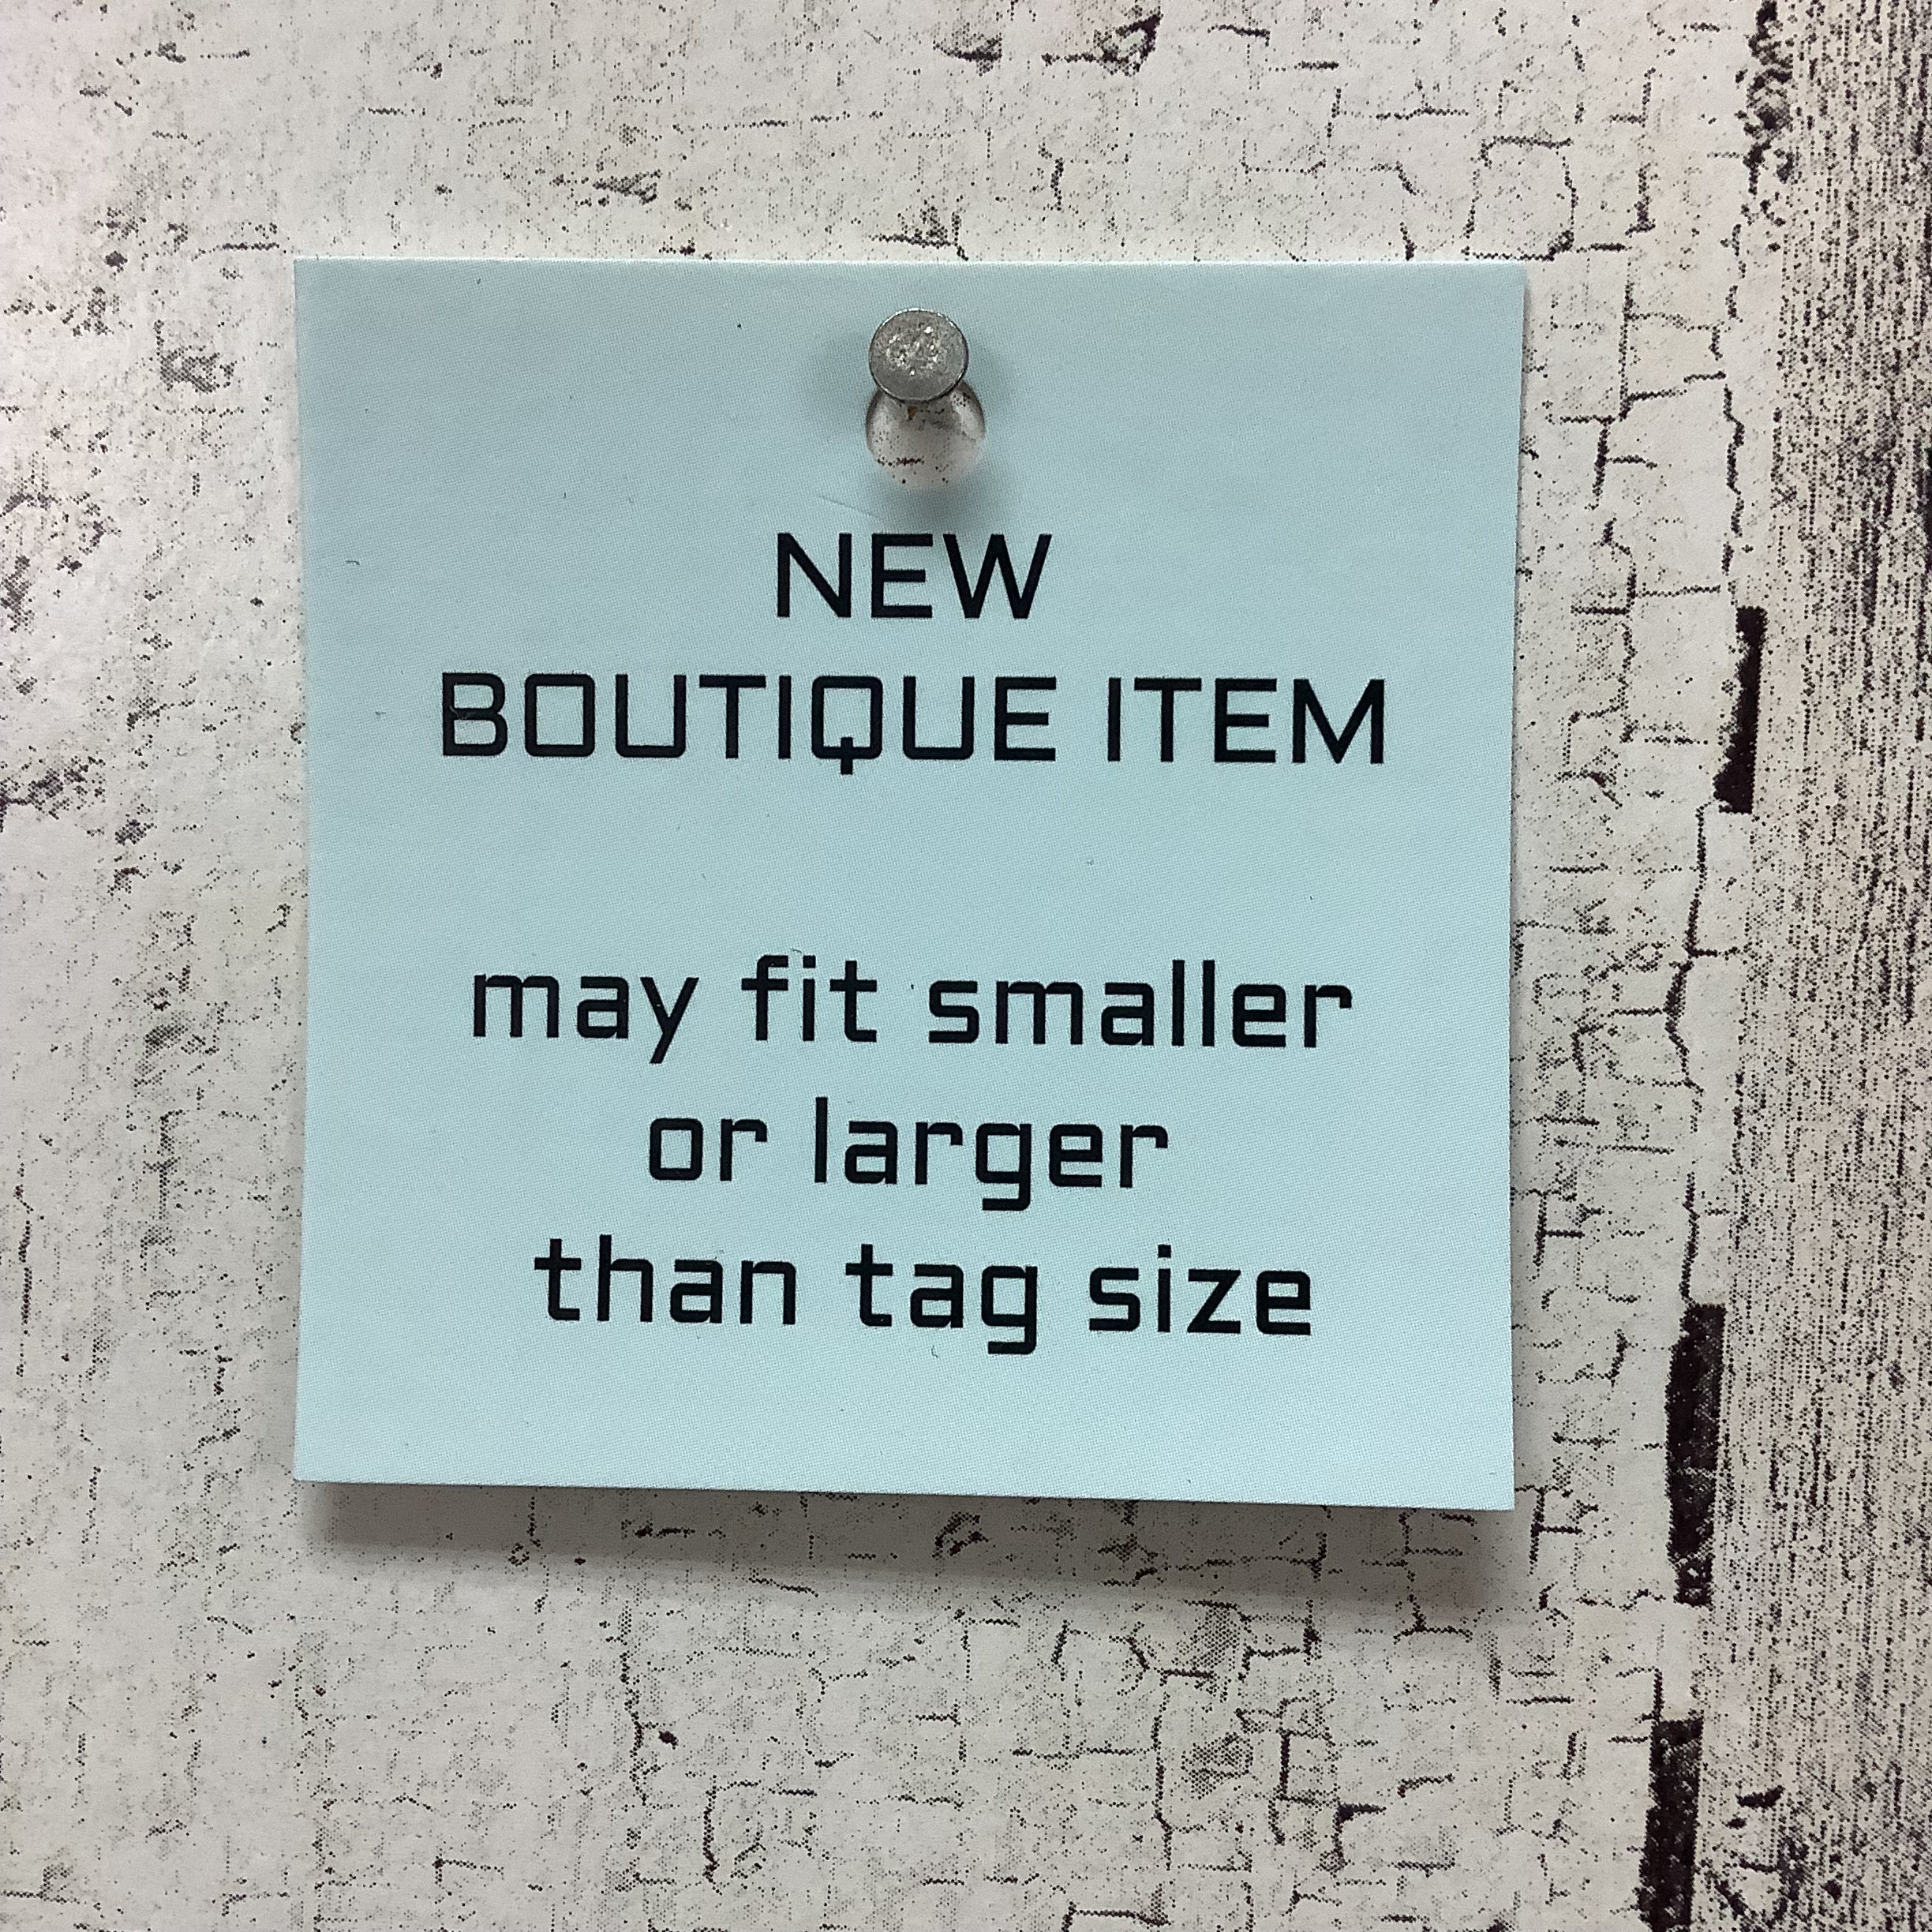 NEW
BOUTIQUE ITEM
may fit smaller
or larger
than tag size